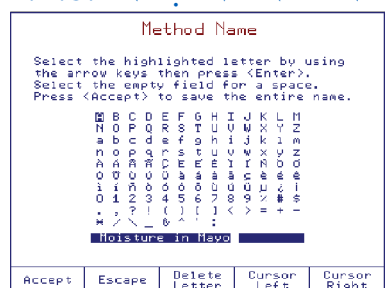 Method Name
Select the highlighted letter by using
the arrow keys then press <Enter>.
Select the empty field for a space.
Press <Accept> to save the entire name.
A B C D E F G H I J K L M
N O P Q R S T U V W X Y Z
a b c d e f g h i j k l m
n o p q r s t u v w x y z
0 1 2 3 4 5 6 7 8 9 ⁄ # $
. , ? ! ( ) [ ] < > = + -
* / \ _ & ^ ' :
Moisture in Mayo
Accept Escape Delete Letter Cursor Left Cursor Right